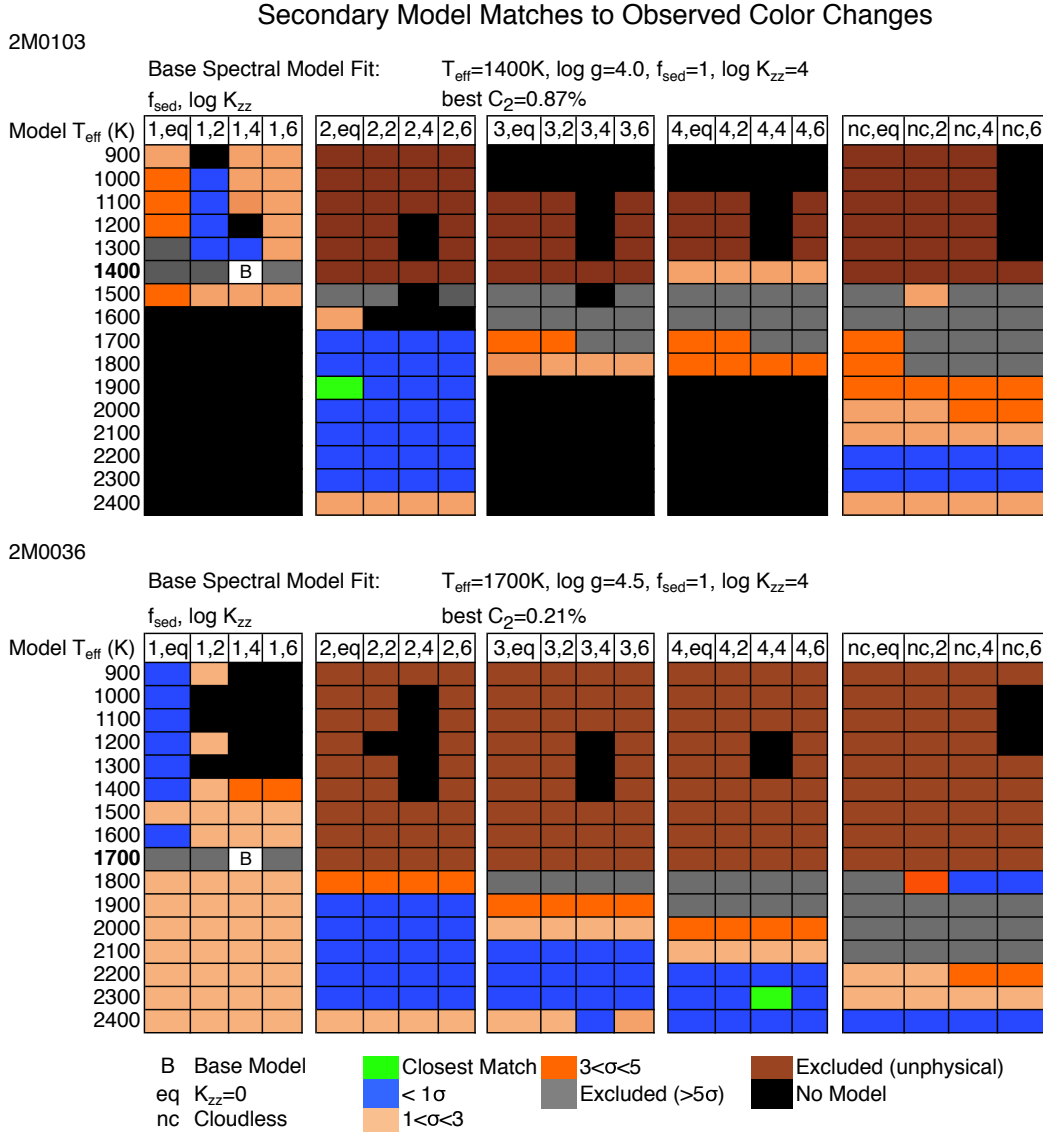 Secondary Model Matches to Observed Color Changes
2M0103
Base Spectral Model Fit: Teff=1400K, log g=4.0, fsed=1, log Kzz=4
fsed, log Kzz best C2=0.87%
Model Teff (K) 1,eq 1,2 1,4 1,6 2,eq 2,2 2,4 2,6 3,eq 3,2 3,4 3,6 4,eq 4,2 4,4 4,6 nc,eq nc,2 nc,4 nc,6
900
1000
1100
1200
1300
1400 B
1500
1600
1700
1800
1900
2000
2100
2200
2300
2400
2M0036
Base Spectral Model Fit: Teff=1700K, log g=4.5, fsed=1, log Kzz=4
fsed, log Kzz best C2=0.21%
Model Teff (K) 1,eq 1,2 1,4 1,6 2,eq 2,2 2,4 2,6 3,eq 3,2 3,4 3,6 4,eq 4,2 4,4 4,6 nc,eq nc,2 nc,4 nc,6
900
1000
1100
1200
1300
1400
1500
1600
1700 B
1800
1900
2000
2100
2200
2300
2400
B Base Model Closest Match 3<σ<5 Excluded (unphysical)
eq Kzz=0 < 1σ Excluded (>5σ) No Model
nc Cloudless 1<σ<3